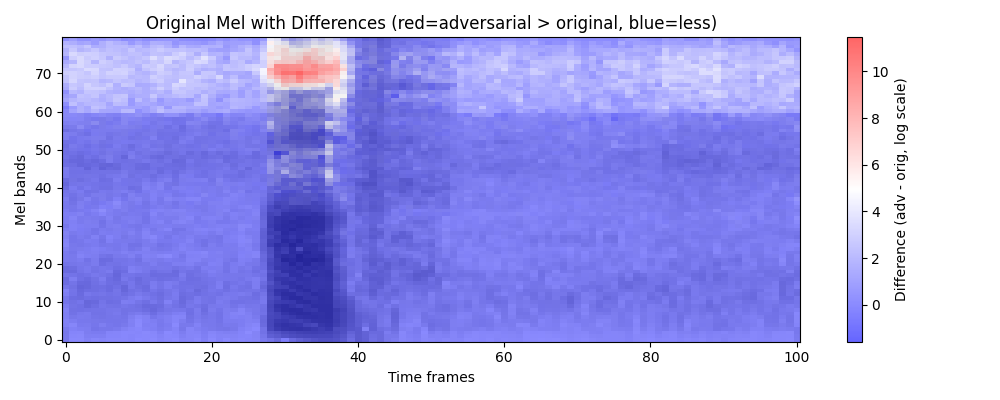 Original Mel with Differences (red=adversarial > original, blue=less)
Mel bands
70
60
50
40
30
20
10
0
0 20 40 60 80 100
Time frames
10
8
6
4
2
0
Difference (adv - orig, log scale)